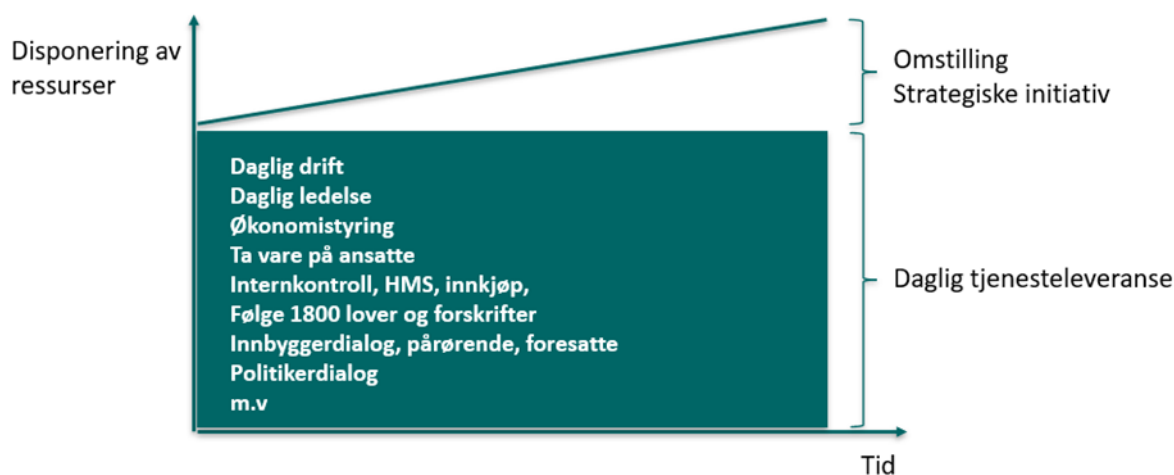 Disponering av
ressurser
Omstilling
Strategiske initiativ
Daglig drift
Daglig ledelse
Økonomistyring
Ta vare på ansatte
Internkontroll, HMS, innkjøp,
Følge 1800 lover og forskrifter
Innbyggerdialog, pårørende, foresatte
Politikerdialog
m.v
Daglig tjenesteleveranse
Tid